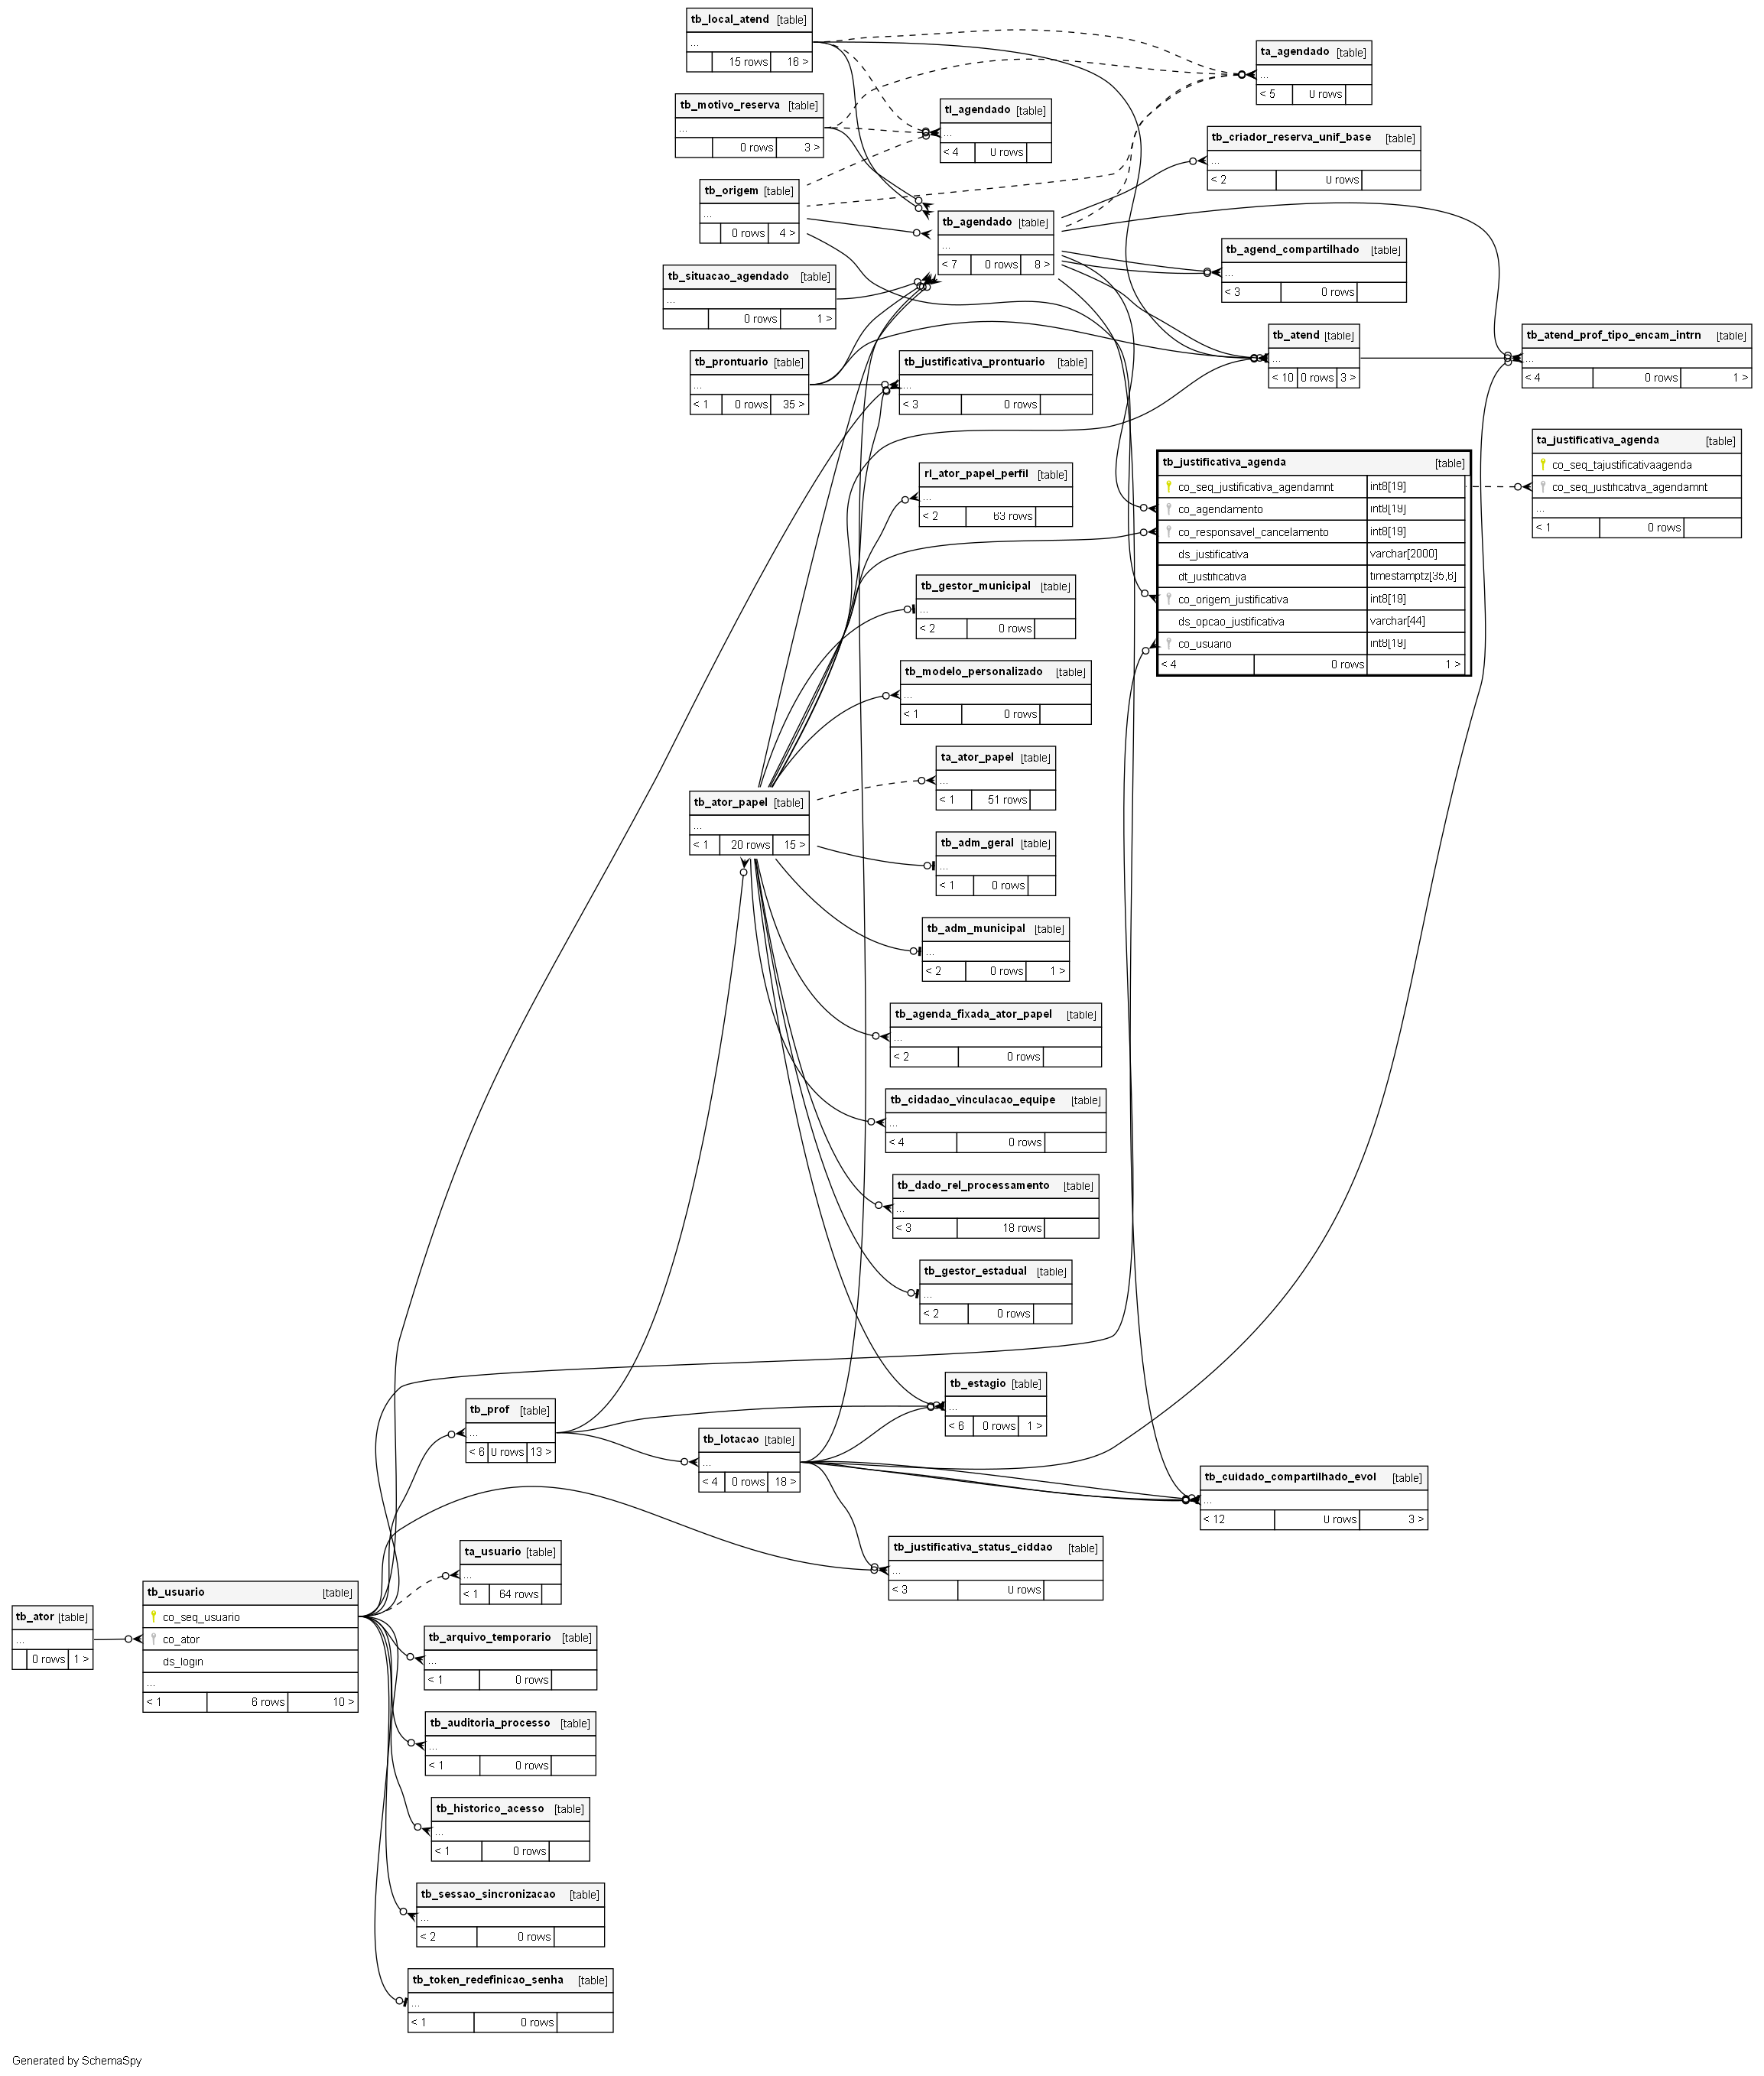 tb_local_atend [table]
...
15 rows 16 >
ta_agendado [table]
...
< 5 0 rows
tb_motivo_reserva [table]
...
0 rows 3 >
tl_agendado [table]
...
< 4 0 rows
tb_criador_reserva_unif_base [table]
...
< 2 0 rows
tb_origem [table]
...
0 rows 4 >
tb_agendado [table]
...
< 7 0 rows 8 >
tb_agend_compartilhado [table]
...
< 3 0 rows
tb_situacao_agendado [table]
...
0 rows 1 >
tb_atend [table]
...
< 10 0 rows 3 >
tb_atend_prof_tipo_encam_intrn [table]
...
< 4 0 rows 1 >
tb_prontuario [table]
...
< 1 0 rows 35 >
tb_justificativa_prontuario [table]
...
< 3 0 rows
ta_justificativa_agenda [table]
co_seq_tajustificativaagenda
co_seq_justificativa_agendamnt
...
< 1 0 rows
tb_justificativa_agenda [table]
co_seq_justificativa_agendamnt int8[19]
co_agendamento int8[19]
co_responsavel_cancelamento int8[19]
ds_justificativa varchar[2000]
dt_justificativa timestamptz[35,6]
co_origem_justificativa int8[19]
ds_opcao_justificativa varchar[44]
co_usuario int8[19]
< 4 0 rows 1 >
rl_ator_papel_perfil [table]
...
< 2 63 rows
tb_gestor_municipal [table]
...
< 2 0 rows
tb_modelo_personalizado [table]
...
< 1 0 rows
ta_ator_papel [table]
...
< 1 51 rows
tb_ator_papel [table]
...
< 1 20 rows 15 >
tb_adm_geral [table]
...
< 1 0 rows
tb_adm_municipal [table]
...
< 2 0 rows 1 >
tb_agenda_fixada_ator_papel [table]
...
< 2 0 rows
tb_cidadao_vinculacao_equipe [table]
...
< 4 0 rows
tb_dado_rel_processamento [table]
...
< 3 18 rows
tb_gestor_estadual [table]
...
< 2 0 rows
tb_estagio [table]
...
< 6 0 rows 1 >
tb_prof [table]
...
< 6 0 rows 13 >
tb_lotacao [table]
...
< 4 0 rows 18 >
tb_cuidado_compartilhado_evol [table]
...
< 12 0 rows 3 >
tb_justificativa_status_ciddao [table]
...
< 3 0 rows
ta_usuario [table]
...
< 1 64 rows
tb_usuario [table]
co_seq_usuario
co_ator
ds_login
...
< 1 6 rows 10 >
tb_ator [table]
...
0 rows 1 >
tb_arquivo_temporario [table]
...
< 1 0 rows
tb_auditoria_processo [table]
...
< 1 0 rows
tb_historico_acesso [table]
...
< 1 0 rows
tb_sessao_sincronizacao [table]
...
< 2 0 rows
tb_token_redefinicao_senha [table]
...
< 1 0 rows
Generated by SchemaSpy